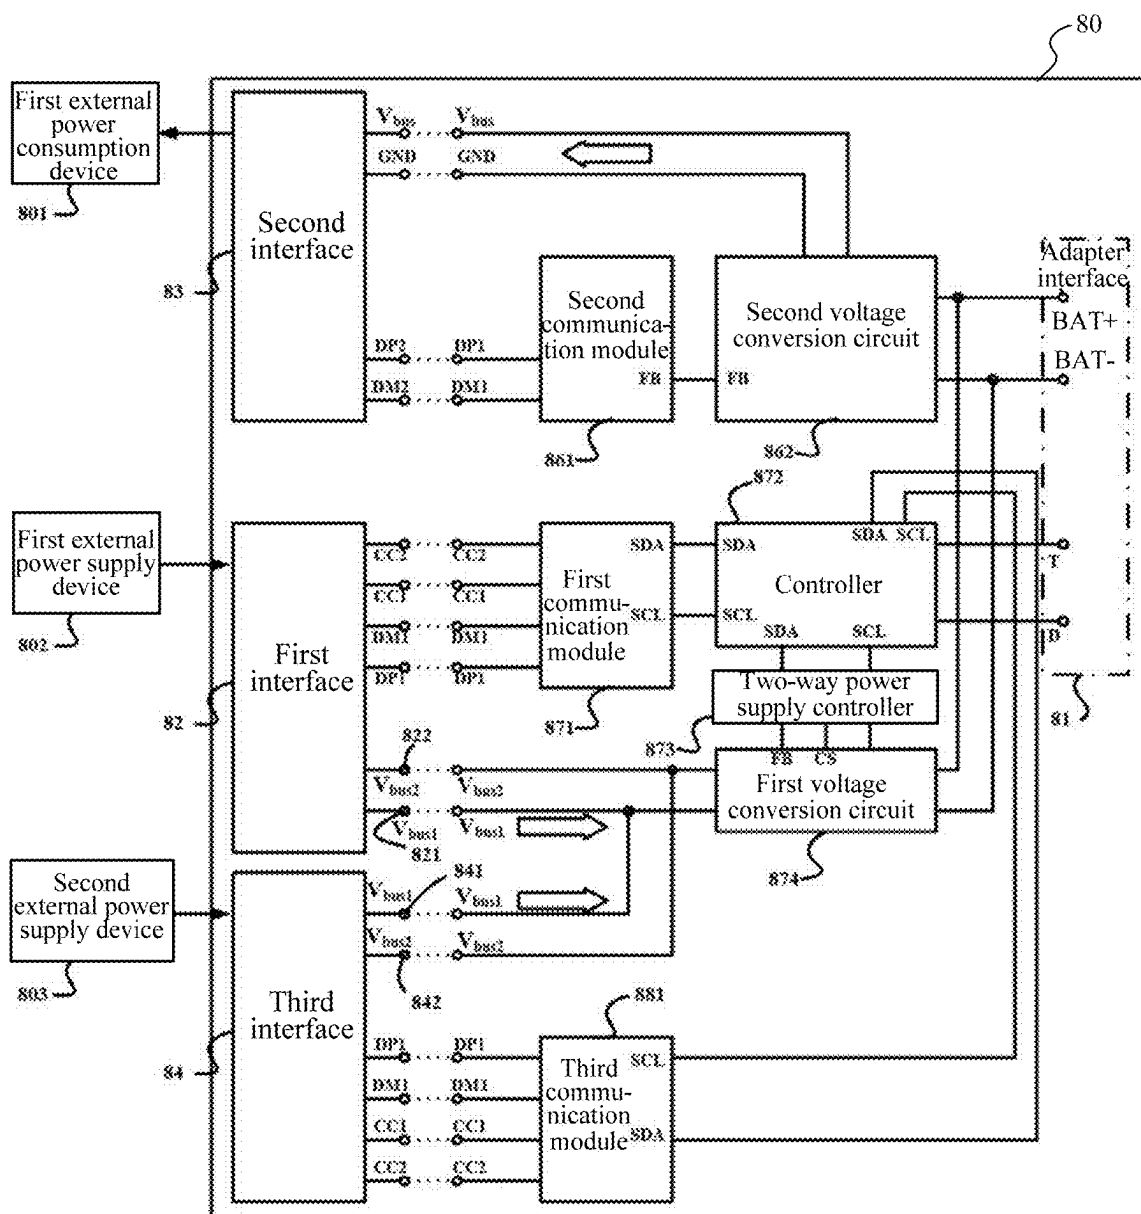 80
First external
power
consumption
device
801
Second
interface
83
Vbus
Vbus
GND
GND
DP2
DP1
DM2
DM1
Second
communica-
tion module
FB
861
Second voltage
conversion circuit
FB
862
Adapter
interface
BAT+
BAT-
T
D
81
First external
power supply
device
802
First
interface
82
CC2
CC2
CC1
CC1
DM1
DM1
DP1
DP1
First
commu-
nication
module
SDA
SCL
871
872
SDA
SCL
SDA
SCL
Controller
SDA
SCL
Two-way power
supply controller
873
FB
CS
First voltage
conversion circuit
874
822
Vbus2
Vbus2
Vbus1
Vbus1
821
Second
external power
supply device
803
Third
interface
84
Vbus1
841
Vbus1
Vbus2
Vbus2
842
DP1
DP1
DM1
DM1
CC1
CC1
CC2
CC2
881
Third
commu-
nication
module
SCL
SDA